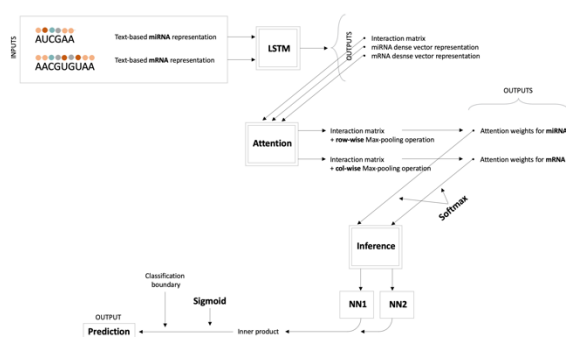 INPUTS
AUCGAA
Text-based miRNA representation
AACGUGUAA
Text-based mRNA representation
LSTM
OUTPUTS
Interaction matrix
miRNA dense vector representation
mRNA desnse vector representation
OUTPUTS
Attention
Interaction matrix
+ row-wise Max-pooling operation
Attention weights for miRNA
Interaction matrix
+ col-wise Max-pooling operation
Attention weights for mRNA
Softmax
Inference
NN1
NN2
Classification
boundary
Sigmoid
OUTPUT
Prediction
Inner product